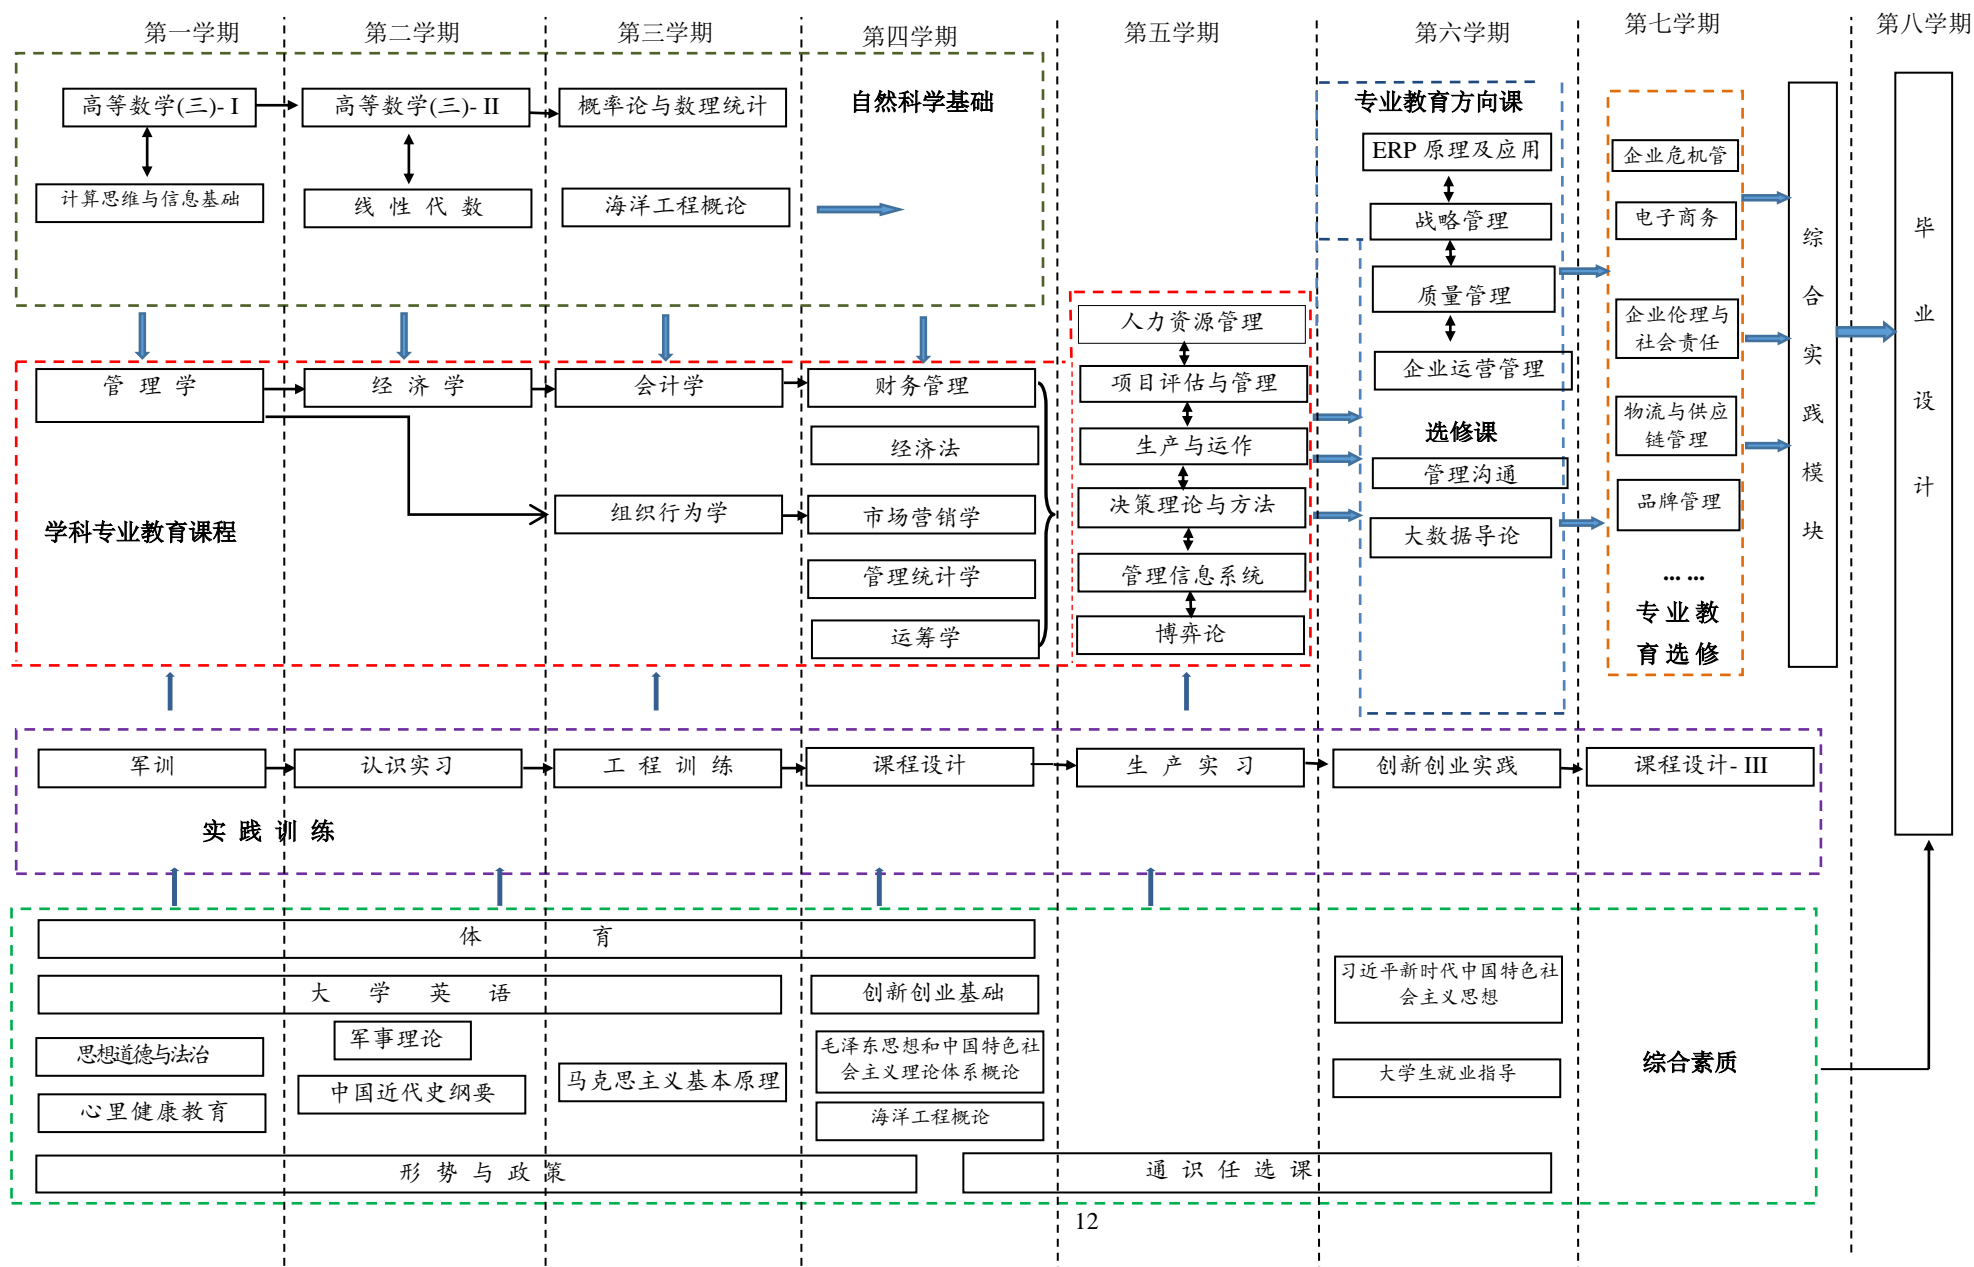 第一学期
第二学期
第三学期
第四学期
第五学期
第六学期
第七学期
第八学期
高等数学(三)- I
高等数学(三)- II
概率论与数理统计
自然科学基础
计算思维与信息基础
线 性 代 数
海洋工程概论
专业教育方向课
ERP 原理及应用
战略管理
质量管理
企业运营管理
选修课
管理沟通
大数据导论
企业危机管
电子商务
企业伦理与
社会责任
物流与供应
链管理
品牌管理
... ...
专 业 教
育 选 修
综
合
实
践
模
块
毕
业
设
计
管 理 学
经 济 学
会计学
财务管理
经济法
组织行为学
市场营销学
管理统计学
运筹学
学科专业教育课程
人力资源管理
项目评估与管理
生产与运作
决策理论与方法
管理信息系统
博弈论
军训
认识实习
工 程 训 练
课程设计
生 产 实 习
创新创业实践
课程设计- III
实 践 训 练
体 育
大 学 英 语
创新创业基础
习近平新时代中国特色社
会主义思想
思想道德与法治
军事理论
马克思主义基本原理
毛泽东思想和中国特色社
会主义理论体系概论
大学生就业指导
综合素质
心里健康教育
中国近代史纲要
海洋工程概论
形 势 与 政 策
通 识 任 选 课
12